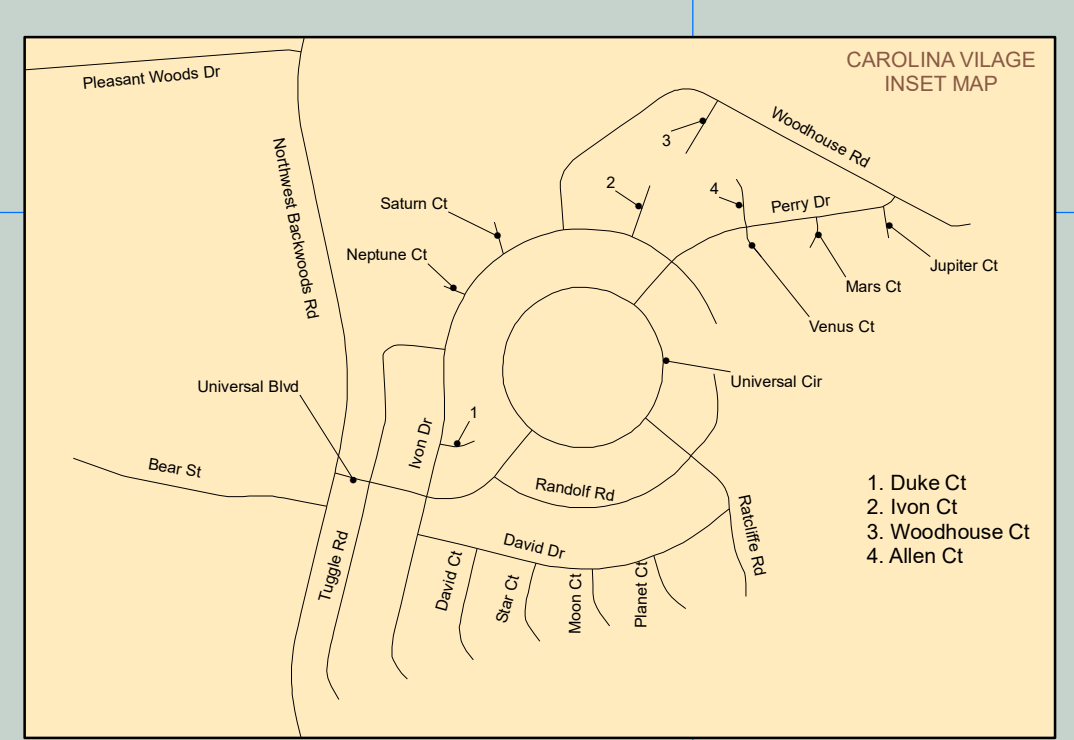 CAROLINA VILAGE
INSET MAP
Pleasant Woods Dr
Woodhouse Rd
3
Northwest Backwoods Rd
2
4
Saturn Ct
Perry Dr
Neptune Ct
Jupiter Ct
Mars Ct
Venus Ct
Universal Blvd
Universal Cir
1
Ivon Dr
Bear St
Randolf Rd
1. Duke Ct
2. Ivon Ct
3. Woodhouse Ct
4. Allen Ct
Ratcliffe Rd
Tuggle Rd
David Dr
David Ct
Star Ct
Moon Ct
Planet Ct